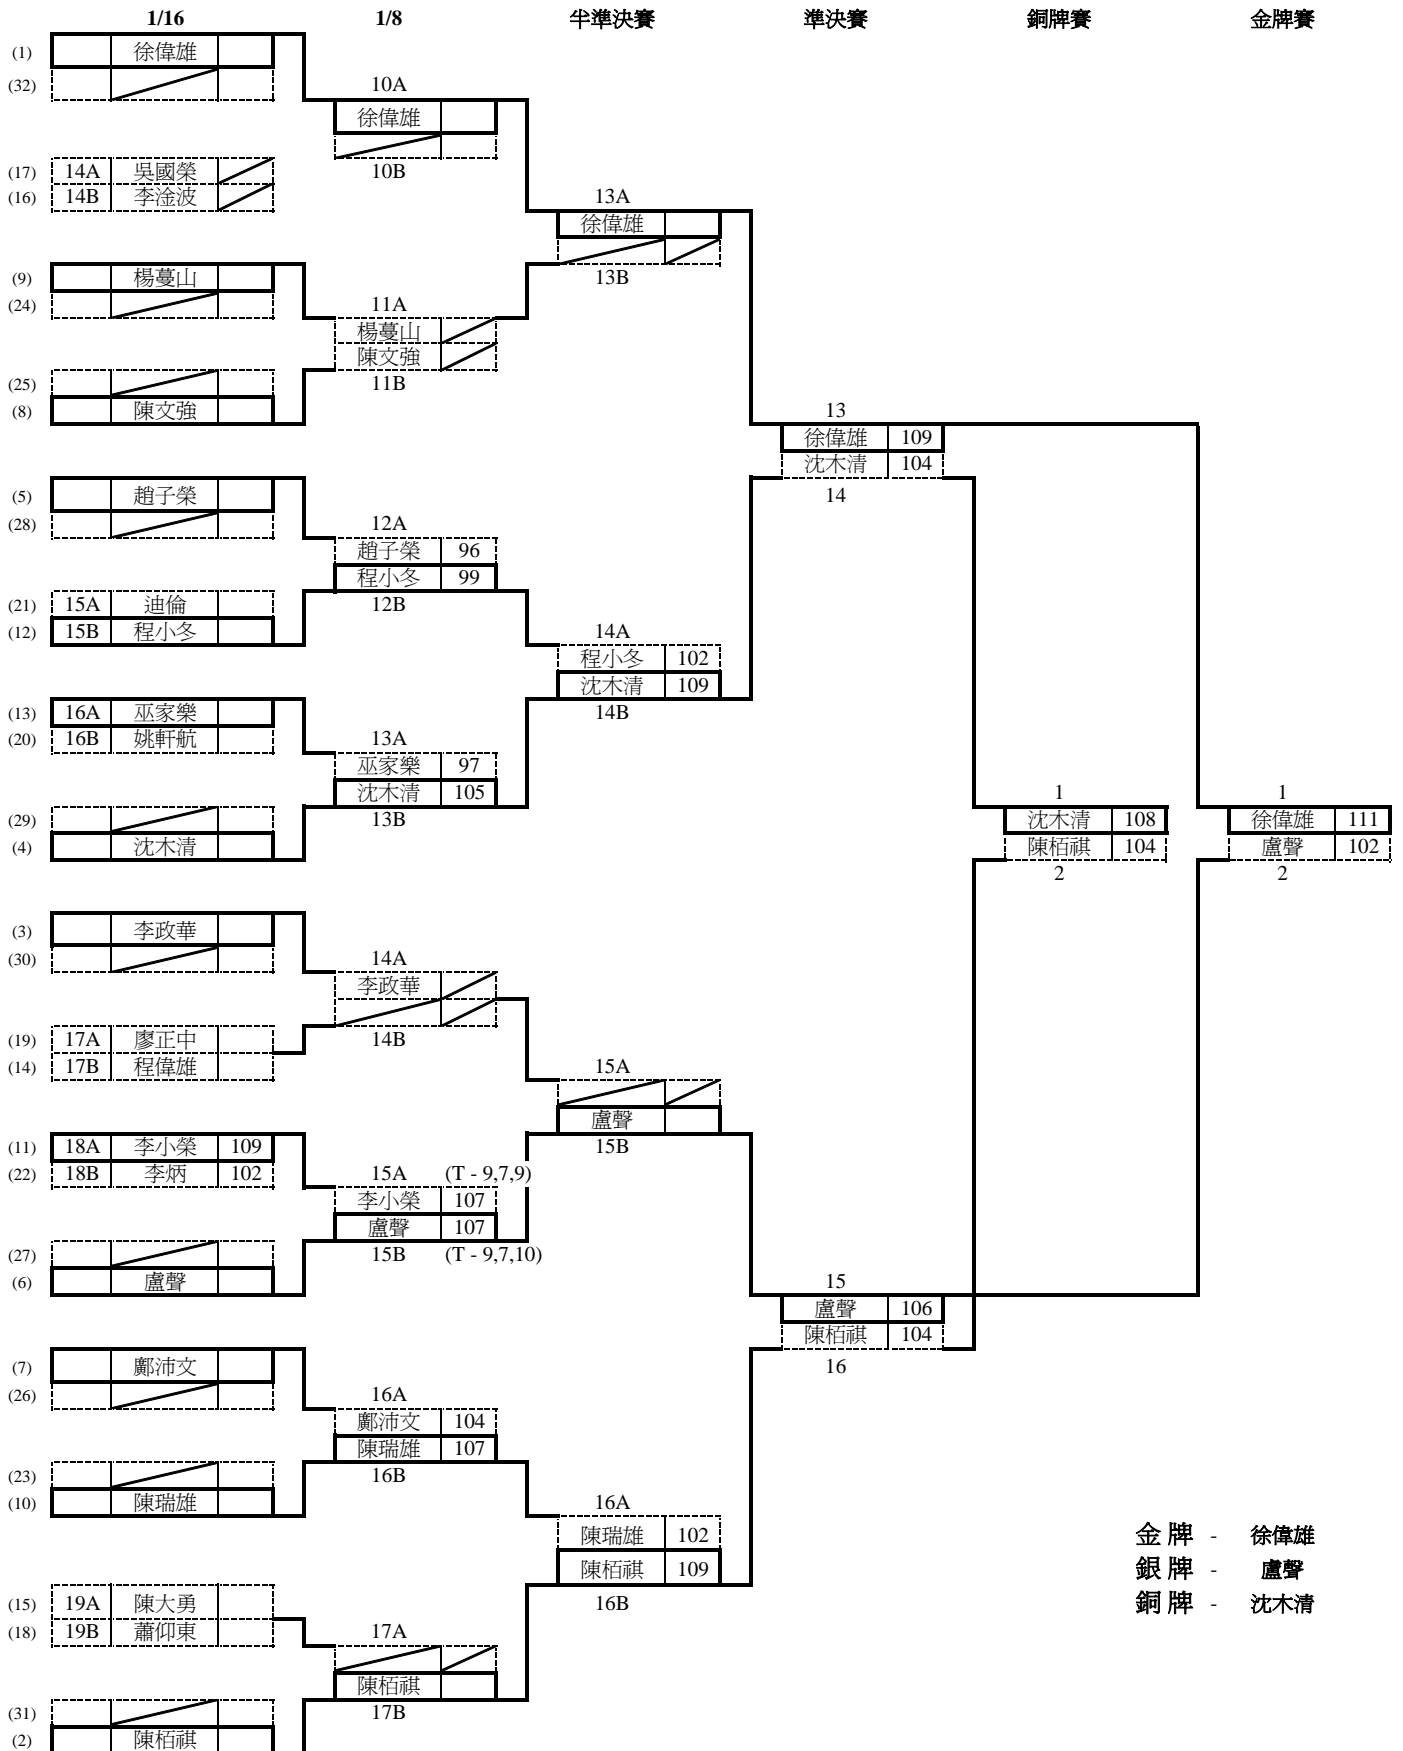 1/16 1/8 半準決賽 準決賽 銅牌賽 金牌賽
(1) 徐偉雄
(32) 10A
徐偉雄
(17) 14A 吳國榮 10B
(16) 14B 李淦波 13A
徐偉雄
(9) 楊蔓山 13B
(24) 11A
楊蔓山
陳文強
(25) 11B
(8) 陳文強 13
徐偉雄 109
沈木清 104
(5) 趙子榮 14
(28) 12A
趙子榮 96
程小冬 99
(21) 15A 迪倫 12B
(12) 15B 程小冬 14A
程小冬 102
沈木清 109
(13) 16A 巫家樂 14B
(20) 16B 姚軒航 13A
巫家樂 97
沈木清 105 1 1
(29) 13B 沈木清 108 徐偉雄 111
(4) 沈木清 陳栢祺 104 盧聲 102
2 2
(3) 李政華
(30) 14A
李政華
(19) 17A 廖正中 14B
(14) 17B 程偉雄 15A
盧聲
(11) 18A 李小榮 109 15B
(22) 18B 李炳 102 15A (T - 9,7,9)
李小榮 107
盧聲 107
(27) 15B (T - 9,7,10)
(6) 盧聲 15
盧聲 106
陳栢祺 104
(7) 鄺沛文 16
(26) 16A
鄺沛文 104
陳瑞雄 107
(23) 16B
(10) 陳瑞雄 16A
陳瑞雄 102 金牌 - 徐偉雄
陳栢祺 109 銀牌 - 盧聲
(15) 19A 陳大勇 16B 銅牌 - 沈木清
(18) 19B 蕭仰東 17A
陳栢祺
(31) 17B
(2) 陳栢祺